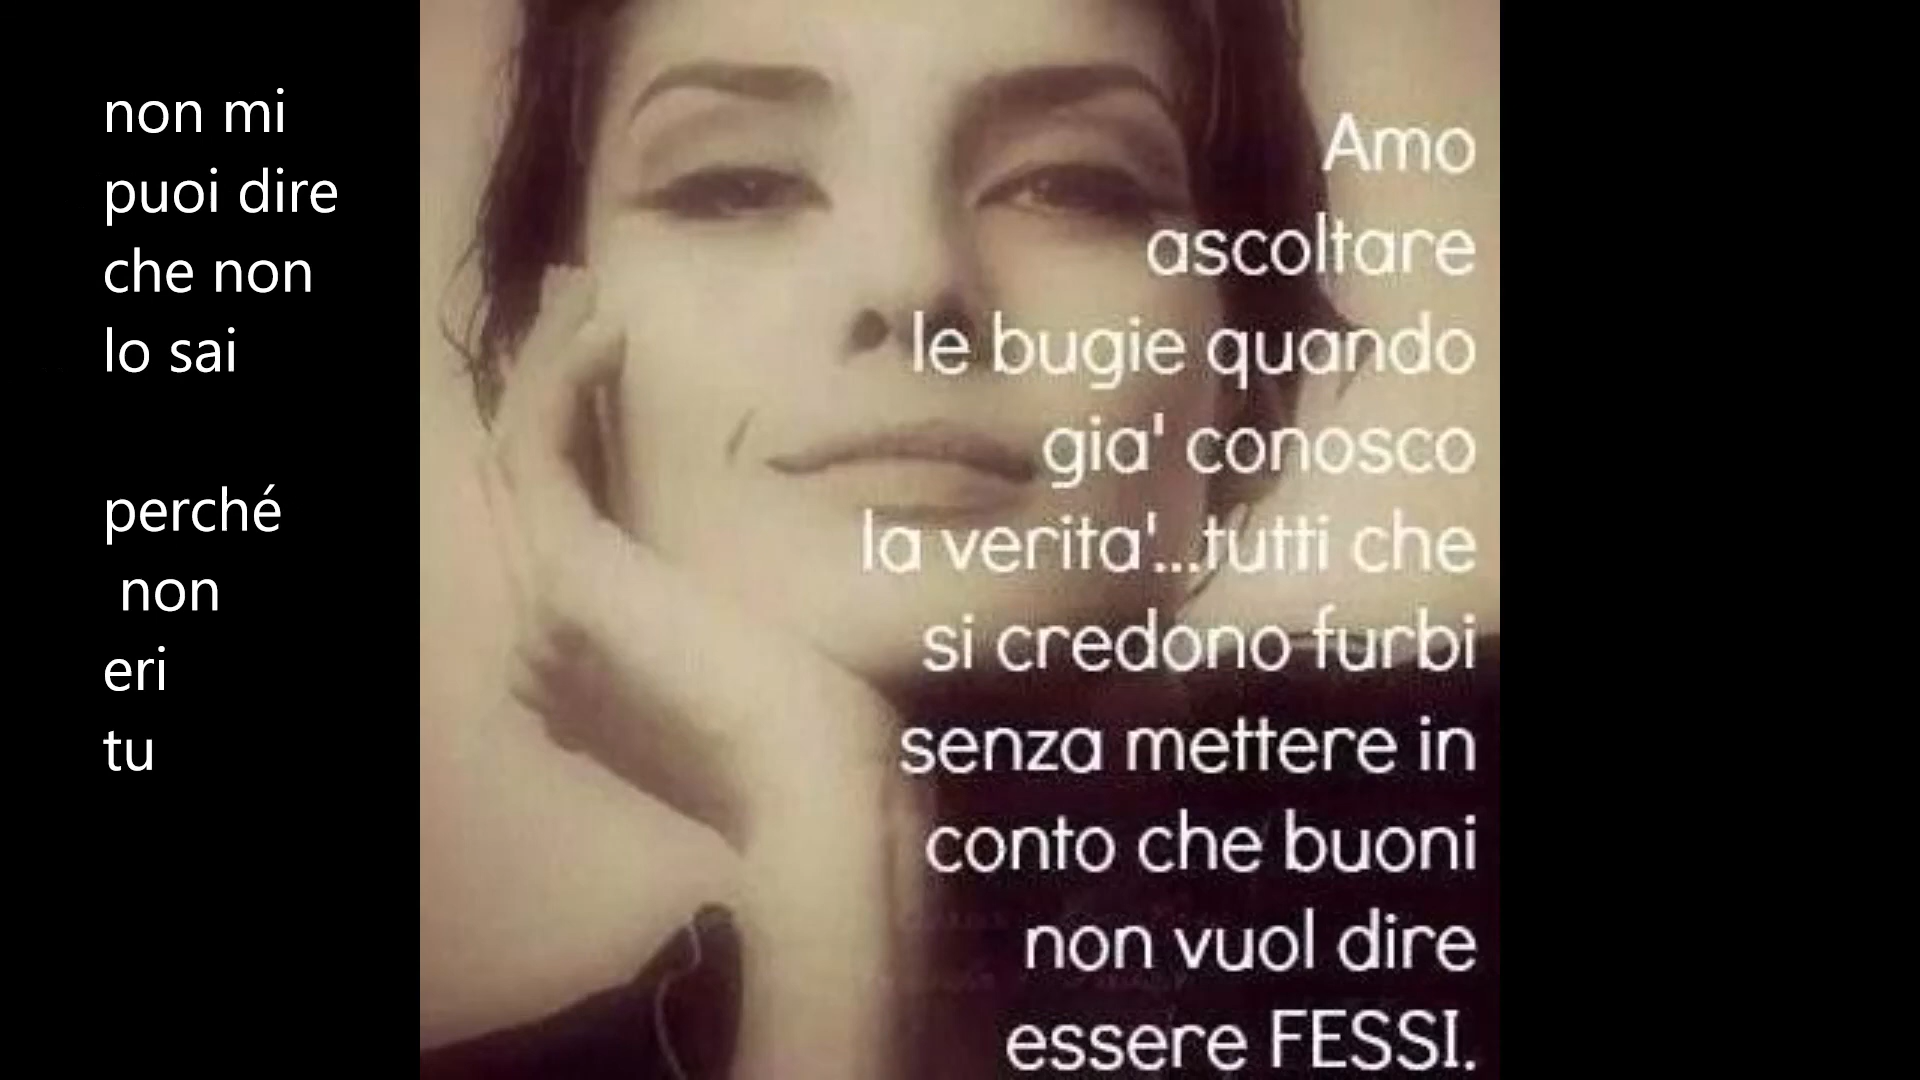 non mi
puoi dire
che non
lo sai
perché
non
eri
tu
Amo
ascoltare
le bugie quando
gia' conosco
la verita'...tutti che
si credono furbi
senza mettere in
conto che buoni
non vuol dire
essere FESSI.